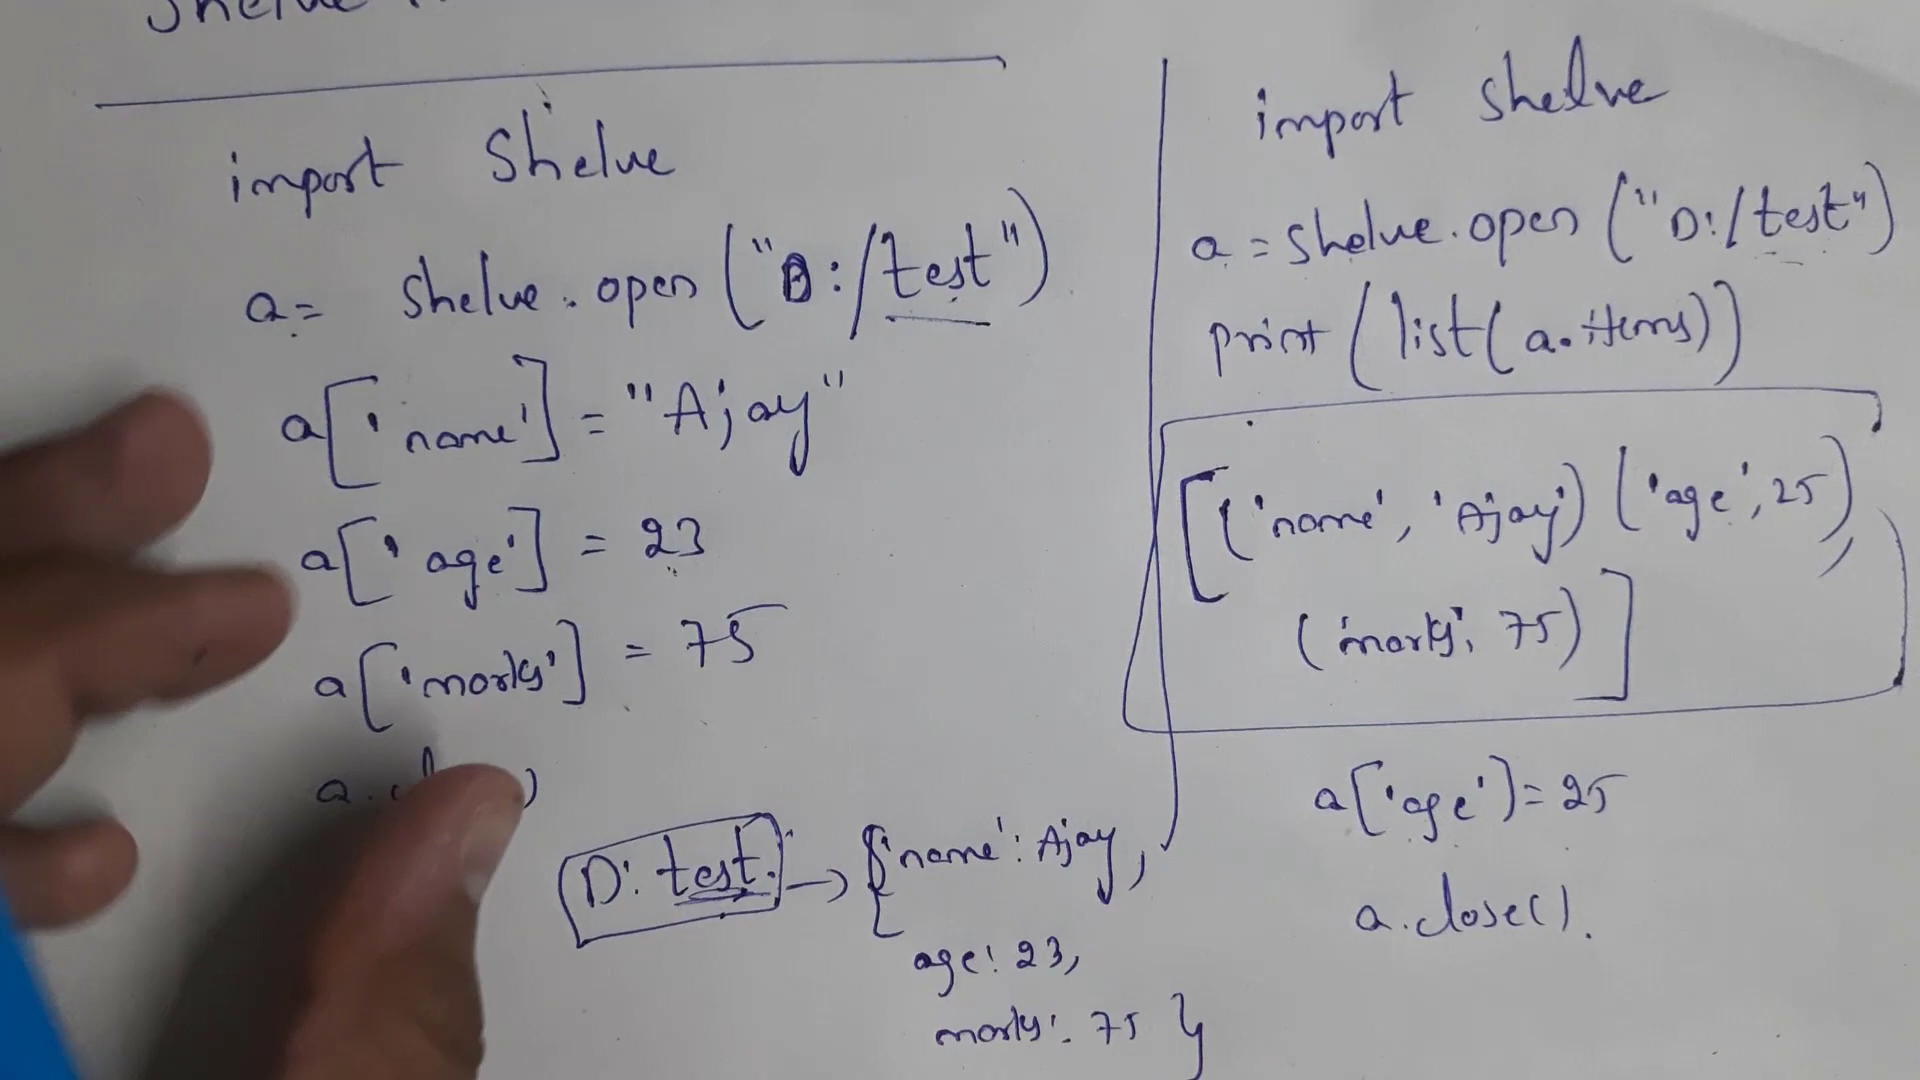 import Shelve
a= Shelve.open("D:/test")
a['name']="Ajay"
a['age'] = 23
a['marks'] = 75
D: test. → {'name': Ajay,
age: 23,
marks: 75 }
import shelve
a=shelve.open("D:/test")
print(list(a.items))
[('name', 'Ajay') ('age', 25),
('marks', 75)]
a['age']=25
a.close().